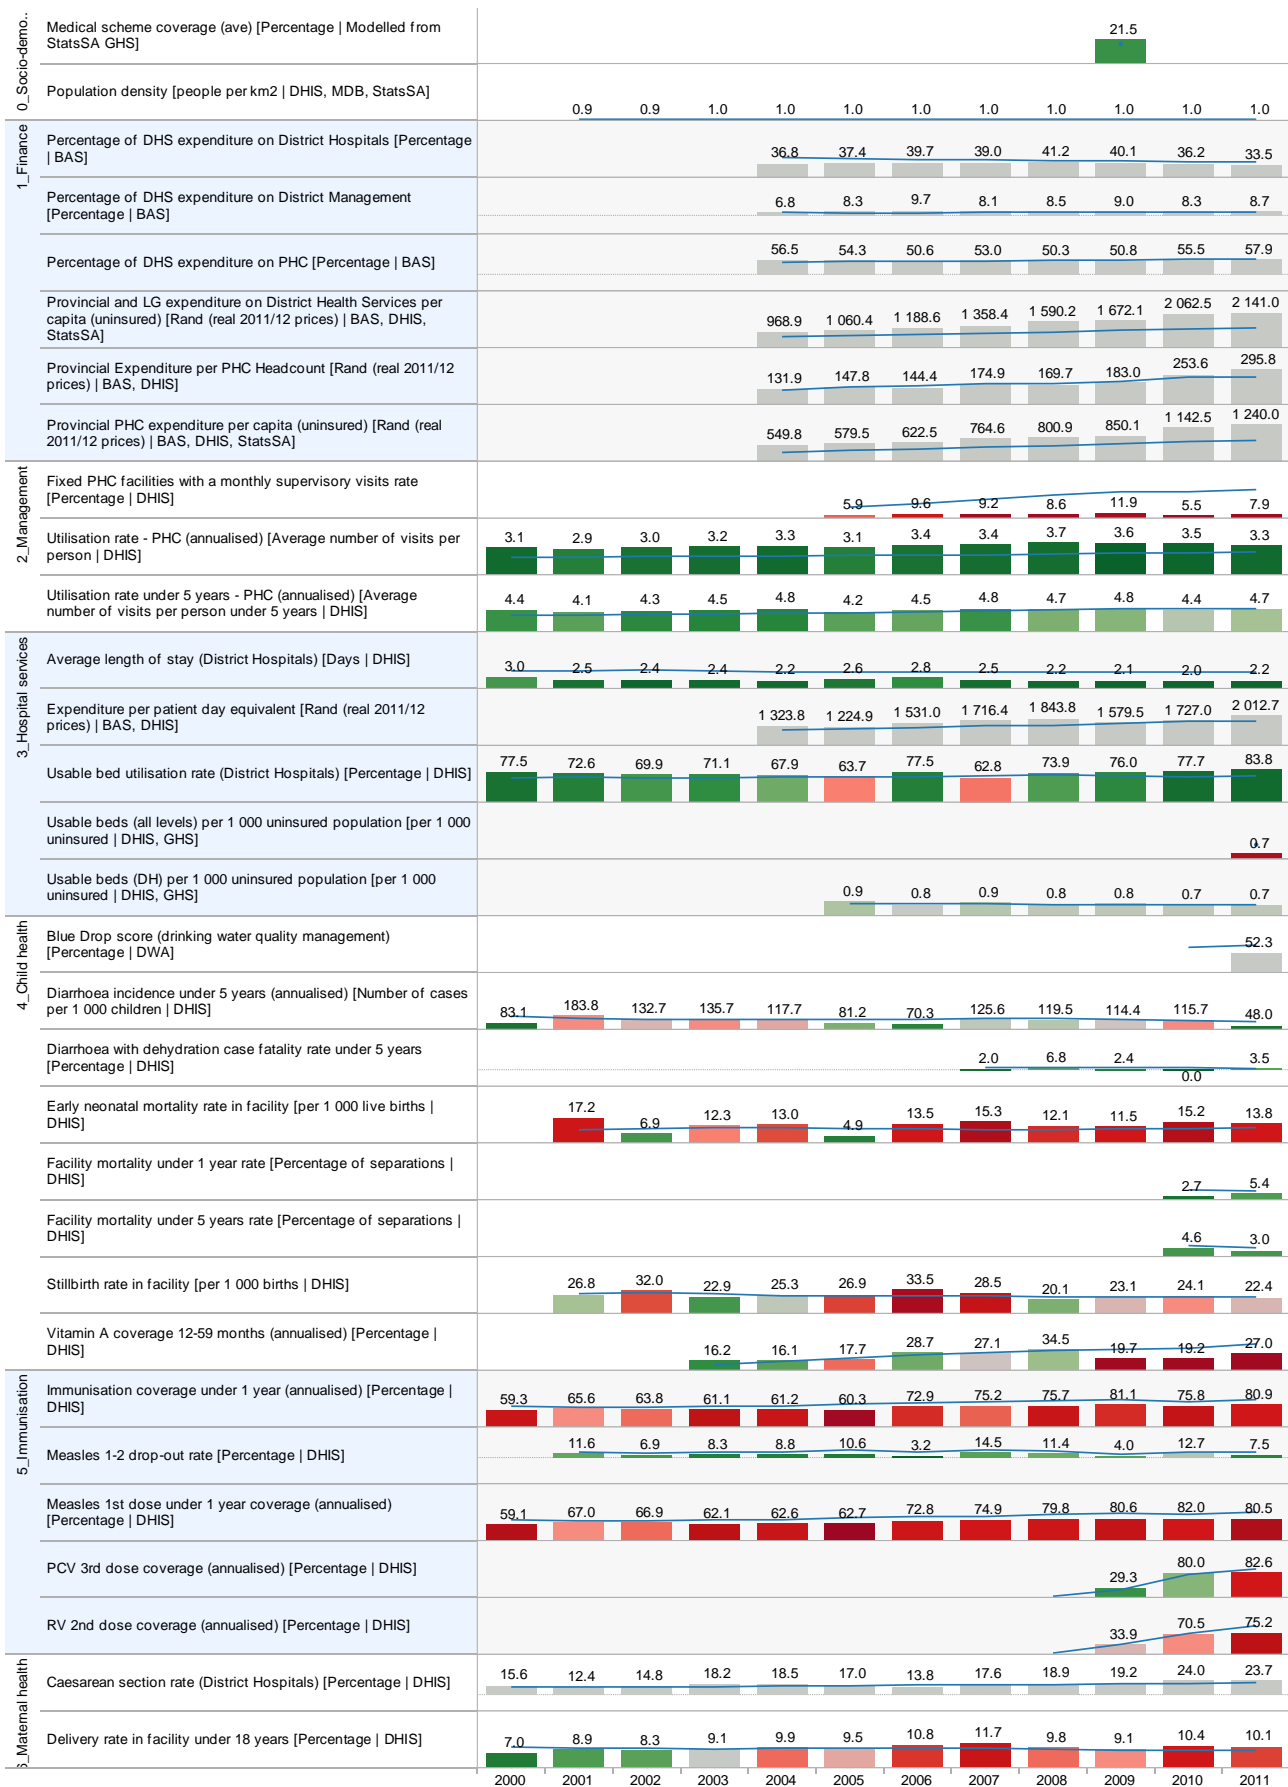 0_Socio-demo..
Medical scheme coverage (ave) [Percentage | Modelled from
StatsSA GHS]
21.5
Population density [people per km2 | DHIS, MDB, StatsSA]
0.9 0.9 1.0 1.0 1.0 1.0 1.0 1.0 1.0 1.0 1.0
1_Finance
Percentage of DHS expenditure on District Hospitals [Percentage
| BAS]
36.8 37.4 39.7 39.0 41.2 40.1 36.2 33.5
Percentage of DHS expenditure on District Management
[Percentage | BAS]
6.8 8.3 9.7 8.1 8.5 9.0 8.3 8.7
Percentage of DHS expenditure on PHC [Percentage | BAS]
56.5 54.3 50.6 53.0 50.3 50.8 55.5 57.9
Provincial and LG expenditure on District Health Services per
capita (uninsured) [Rand (real 2011/12 prices) | BAS, DHIS,
StatsSA]
968.9 1 060.4 1 188.6 1 358.4 1 590.2 1 672.1 2 062.5 2 141.0
Provincial Expenditure per PHC Headcount [Rand (real 2011/12
prices) | BAS, DHIS]
131.9 147.8 144.4 174.9 169.7 183.0 253.6 295.8
Provincial PHC expenditure per capita (uninsured) [Rand (real
2011/12 prices) | BAS, DHIS, StatsSA]
549.8 579.5 622.5 764.6 800.9 850.1 1 142.5 1 240.0
2_Management
Fixed PHC facilities with a monthly supervisory visits rate
[Percentage | DHIS]
5.9 9.6 9.2 8.6 11.9 5.5 7.9
Utilisation rate - PHC (annualised) [Average number of visits per
person | DHIS]
3.1 2.9 3.0 3.2 3.3 3.1 3.4 3.4 3.7 3.6 3.5 3.3
Utilisation rate under 5 years - PHC (annualised) [Average
number of visits per person under 5 years | DHIS]
4.4 4.1 4.3 4.5 4.8 4.2 4.5 4.8 4.7 4.8 4.4 4.7
3_Hospital services
Average length of stay (District Hospitals) [Days | DHIS]
3.0 2.5 2.4 2.4 2.2 2.6 2.8 2.5 2.2 2.1 2.0 2.2
Expenditure per patient day equivalent [Rand (real 2011/12
prices) | BAS, DHIS]
1 323.8 1 224.9 1 531.0 1 716.4 1 843.8 1 579.5 1 727.0 2 012.7
Usable bed utilisation rate (District Hospitals) [Percentage | DHIS]
77.5 72.6 69.9 71.1 67.9 63.7 77.5 62.8 73.9 76.0 77.7 83.8
Usable beds (all levels) per 1 000 uninsured population [per 1 000
uninsured | DHIS, GHS]
0.7
Usable beds (DH) per 1 000 uninsured population [per 1 000
uninsured | DHIS, GHS]
0.9 0.8 0.9 0.8 0.8 0.7 0.7
4_Child health
Blue Drop score (drinking water quality management)
[Percentage | DWA]
52.3
Diarrhoea incidence under 5 years (annualised) [Number of cases
per 1 000 children | DHIS]
83.1 183.8 132.7 135.7 117.7 81.2 70.3 125.6 119.5 114.4 115.7 48.0
Diarrhoea with dehydration case fatality rate under 5 years
[Percentage | DHIS]
2.0 6.8 2.4 0.0 3.5
Early neonatal mortality rate in facility [per 1 000 live births |
DHIS]
17.2 6.9 12.3 13.0 4.9 13.5 15.3 12.1 11.5 15.2 13.8
Facility mortality under 1 year rate [Percentage of separations |
DHIS]
2.7 5.4
Facility mortality under 5 years rate [Percentage of separations |
DHIS]
4.6 3.0
Stillbirth rate in facility [per 1 000 births | DHIS]
26.8 32.0 22.9 25.3 26.9 33.5 28.5 20.1 23.1 24.1 22.4
Vitamin A coverage 12-59 months (annualised) [Percentage |
DHIS]
16.2 16.1 17.7 28.7 27.1 34.5 19.7 19.2 27.0
5_Immunisation
Immunisation coverage under 1 year (annualised) [Percentage |
DHIS]
59.3 65.6 63.8 61.1 61.2 60.3 72.9 75.2 75.7 81.1 75.8 80.9
Measles 1-2 drop-out rate [Percentage | DHIS]
11.6 6.9 8.3 8.8 10.6 3.2 14.5 11.4 4.0 12.7 7.5
Measles 1st dose under 1 year coverage (annualised)
[Percentage | DHIS]
59.1 67.0 66.9 62.1 62.6 62.7 72.8 74.9 79.8 80.6 82.0 80.5
PCV 3rd dose coverage (annualised) [Percentage | DHIS]
29.3 80.0 82.6
RV 2nd dose coverage (annualised) [Percentage | DHIS]
33.9 70.5 75.2
Maternal health
Caesarean section rate (District Hospitals) [Percentage | DHIS]
15.6 12.4 14.8 18.2 18.5 17.0 13.8 17.6 18.9 19.2 24.0 23.7
Delivery rate in facility under 18 years [Percentage | DHIS]
7.0 8.9 8.3 9.1 9.9 9.5 10.8 11.7 9.8 9.1 10.4 10.1
2000 2001 2002 2003 2004 2005 2006 2007 2008 2009 2010 2011